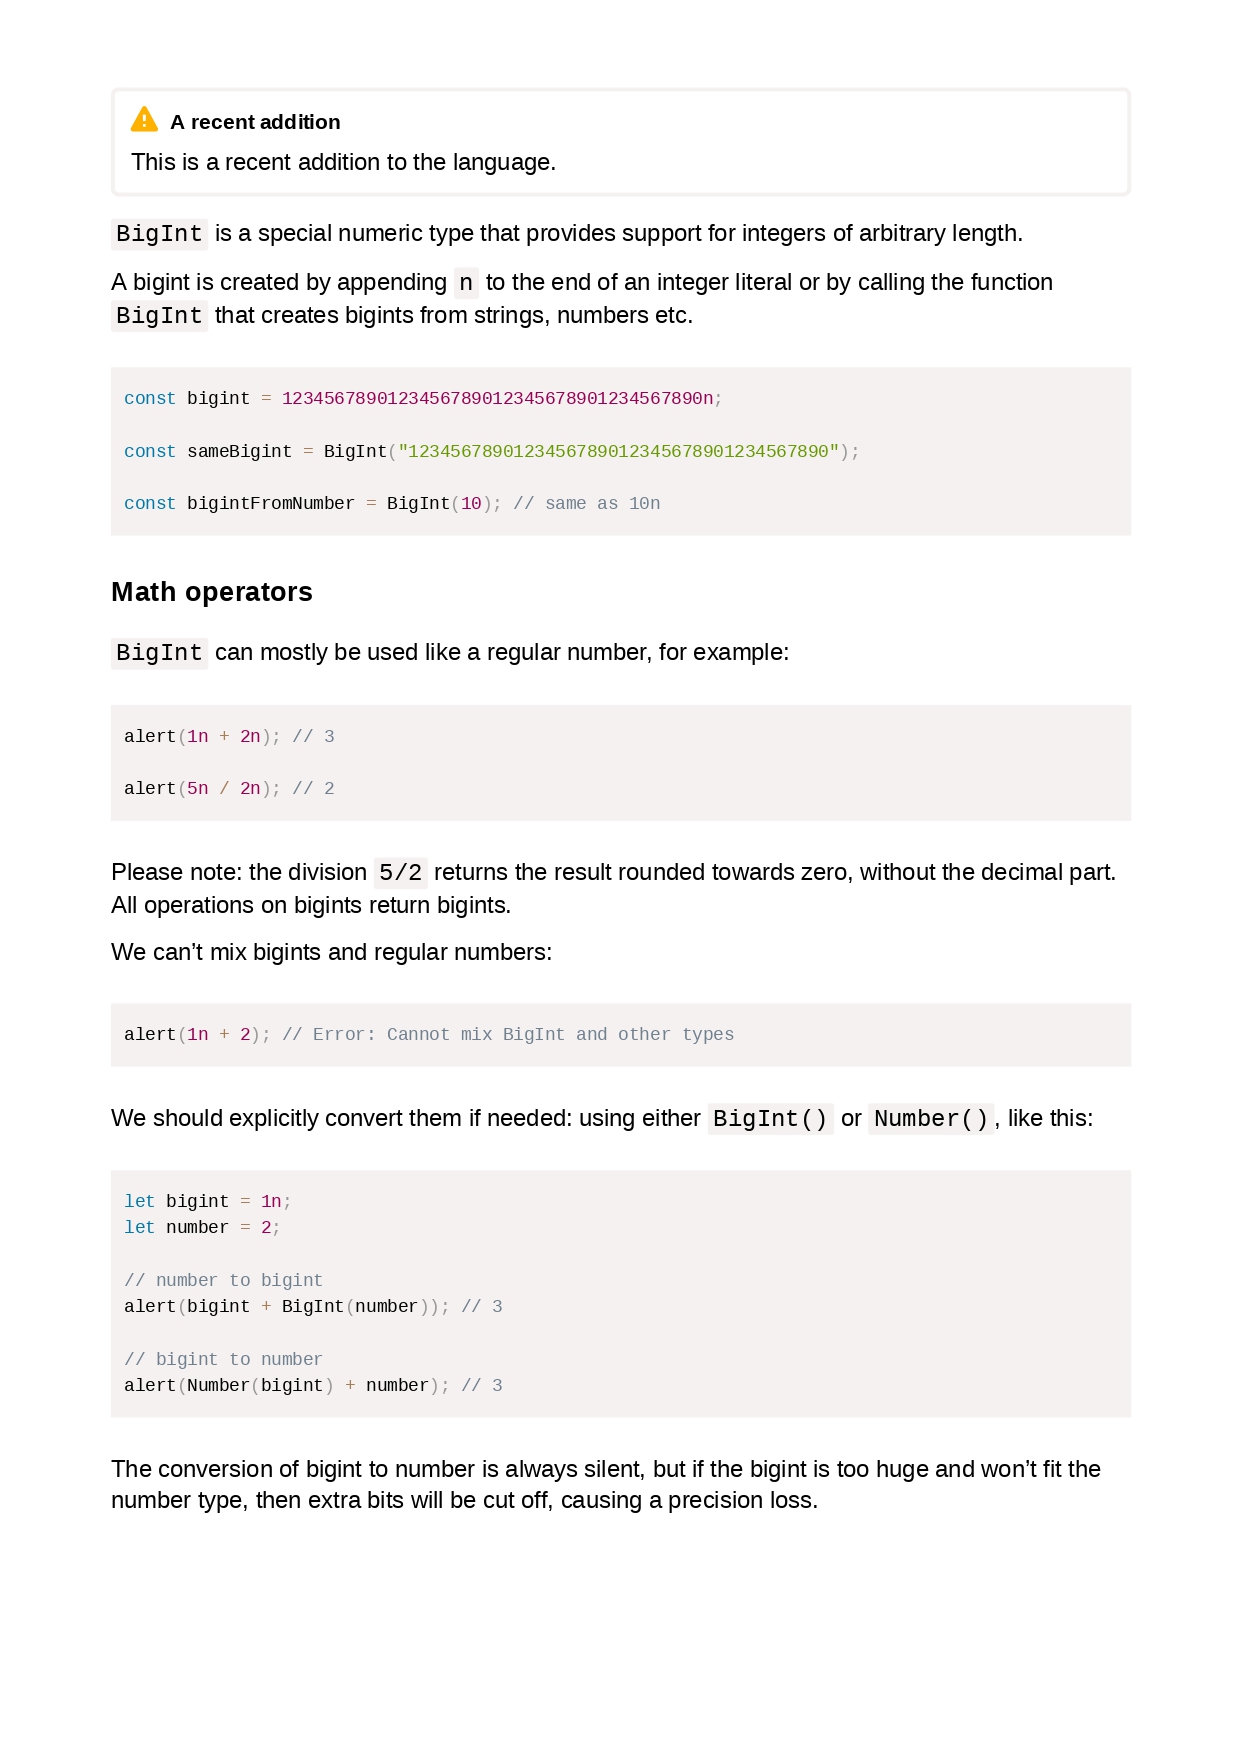 A recent addition
This is a recent addition to the language.
BigInt is a special numeric type that provides support for integers of arbitrary length.
A bigint is created by appending n to the end of an integer literal or by calling the function
BigInt that creates bigints from strings, numbers etc.
const bigint = 1234567890123456789012345678901234567890n;
const sameBigint = BigInt("1234567890123456789012345678901234567890");
const bigintFromNumber = BigInt(10); // same as 10n
Math operators
BigInt can mostly be used like a regular number, for example:
alert(1n + 2n); // 3
alert(5n / 2n); // 2
Please note: the division 5/2 returns the result rounded towards zero, without the decimal part.
All operations on bigints return bigints.
We can’t mix bigints and regular numbers:
alert(1n + 2); // Error: Cannot mix BigInt and other types
We should explicitly convert them if needed: using either BigInt() or Number(), like this:
let bigint = 1n;
let number = 2;
// number to bigint
alert(bigint + BigInt(number)); // 3
// bigint to number
alert(Number(bigint) + number); // 3
The conversion of bigint to number is always silent, but if the bigint is too huge and won’t fit the
number type, then extra bits will be cut off, causing a precision loss.